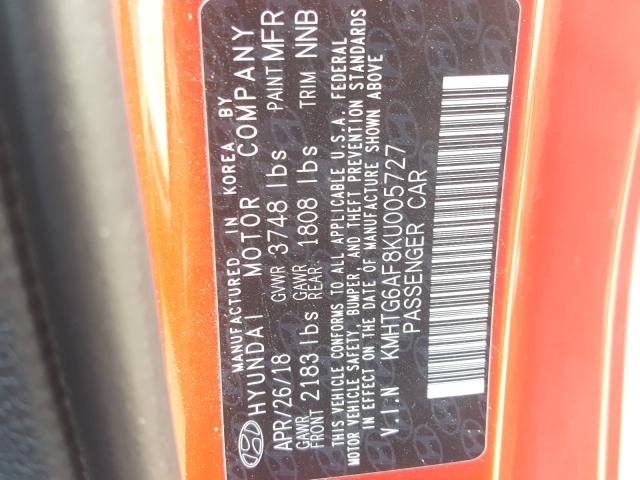 MANUFACTURED IN KOREA BY
HYUNDAI MOTOR COMPANY
APR/26/18 GVWR 3748 lbs PAINT MFR
GAWR FRONT 2183 lbs GAWR REAR: 1808 lbs TRIM NNB
THIS VEHICLE CONFORMS TO ALL APPLICABLE U.S.A. FEDERAL
MOTOR VEHICLE SAFETY, BUMPER, AND THEFT PREVENTION STANDARDS
IN EFFECT ON THE DATE OF MANUFACTURE SHOWN ABOVE
V.I.N KMHTG6AF8KU005727
PASSENGER CAR